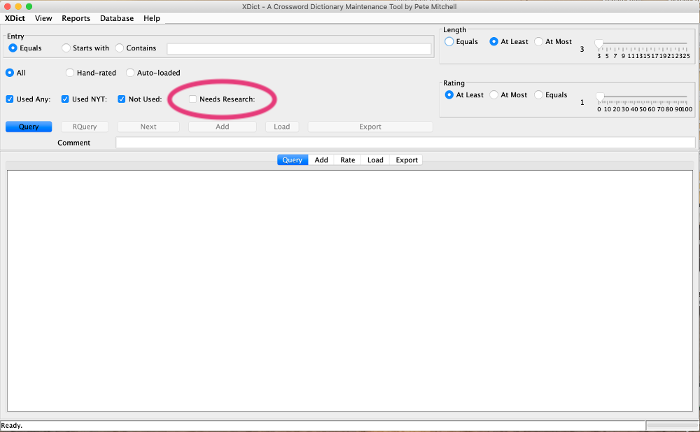 XDict - A Crossword Dictionary Maintenance Tool by Pete Mitchell
XDict View Reports Database Help
Entry
Equals Starts with Contains
All Hand-rated Auto-loaded
Used Any: Used NYT: Not Used: Needs Research:
Query RQuery Next Add Load Export
Comment
Length
Equals At Least At Most 3
3 5 7 9 11 13 15 17 19 21 23 25
Rating
At Least At Most Equals 1
0 10 20 30 40 50 60 70 80 90 100
Query Add Rate Load Export
Ready.